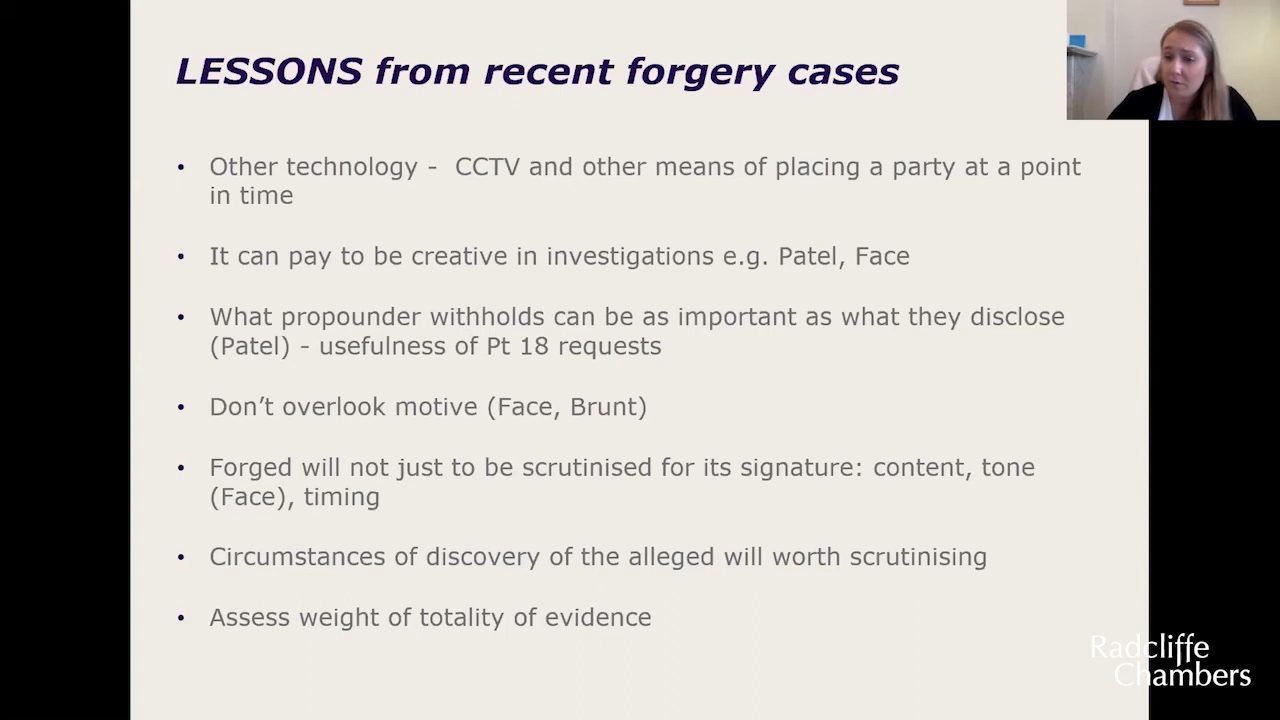 LESSONS from recent forgery cases
• Other technology -  CCTV and other means of placing a party at a point
in time
• It can pay to be creative in investigations e.g. Patel, Face
• What propounder withholds can be as important as what they disclose
(Patel) - usefulness of Pt 18 requests
• Don’t overlook motive (Face, Brunt)
• Forged will not just to be scrutinised for its signature: content, tone
(Face), timing
• Circumstances of discovery of the alleged will worth scrutinising
• Assess weight of totality of evidence
Radcliffe
Chambers